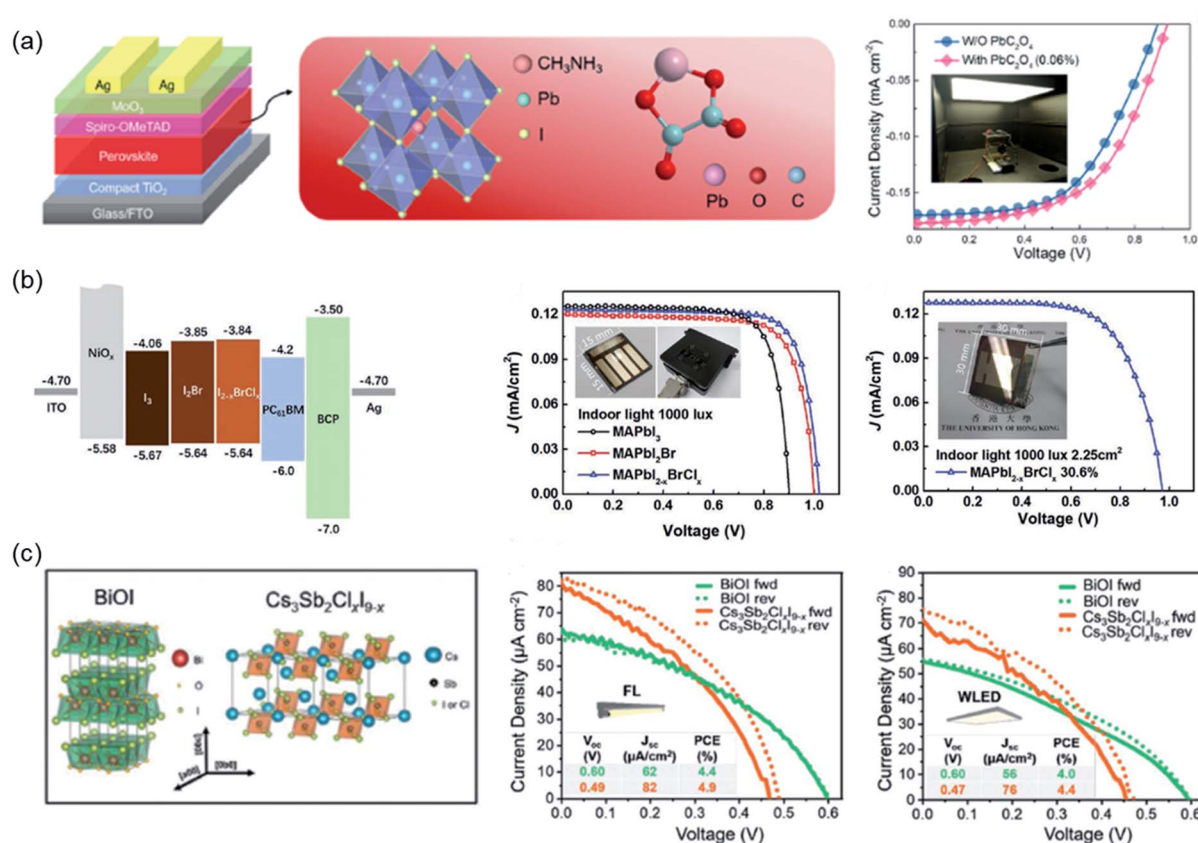 (a)
Ag
Ag
MoO₃
Spiro-OMeTAD
Perovskite
Compact TiO₂
Glass/FTO
CH₃NH₃
Pb
I
Pb O C
W/O PbC₂O₄
With PbC₂O₄ (0.06%)
Current Density (mA cm⁻²)
0.00
-0.05
-0.10
-0.15
0.0 0.2 0.4 0.6 0.8 1.0
Voltage (V)
(b)
-4.70
ITO
NiOₓ
-5.58
-4.06
I₃
-5.67
-3.85
I₂Br
-5.64
-3.84
I₂₋ₓBrClₓ
-5.64
-4.2
PC₆₁BM
-6.0
-3.50
BCP
-7.0
-4.70
Ag
J (mA/cm²)
0.12
0.09
0.06
0.03
0.00
15 mm
15 mm
Indoor light 1000 lux
MAPbI₃
MAPbI₂Br
MAPbI₂₋ₓBrClₓ
0.0 0.2 0.4 0.6 0.8 1.0
Voltage (V)
J (mA/cm²)
0.12
0.09
0.06
0.03
0.00
30 mm
30 mm
香 港 大 學
THE UNIVERSITY OF HONG KONG
Indoor light 1000 lux 2.25cm²
MAPbI₂₋ₓBrClₓ 30.6%
0.0 0.2 0.4 0.6 0.8 1.0
Voltage (V)
(c)
BiOI
Bi
O
I
[001]
[100]
[010]
Cs₃Sb₂ClₓI₉₋ₓ
Cs
Sb
I or Cl
Current Density (µA cm⁻²)
80
70
60
50
40
30
20
10
0
BiOI fwd
BiOI rev
Cs₃Sb₂ClₓI₉₋ₓ fwd
Cs₃Sb₂ClₓI₉₋ₓ rev
FL
Voc Jsc PCE
(V) (µA/cm²) (%)
0.60 62 4.4
0.49 82 4.9
0.0 0.1 0.2 0.3 0.4 0.5 0.6
Voltage (V)
Current Density (µA cm⁻²)
90
80
70
60
50
40
30
20
10
0
BiOI fwd
BiOI rev
Cs₃Sb₂ClₓI₉₋ₓ fwd
Cs₃Sb₂ClₓI₉₋ₓ rev
WLED
Voc Jsc PCE
(V) (µA/cm²) (%)
0.60 56 4.0
0.47 76 4.4
0.0 0.1 0.2 0.3 0.4 0.5 0.6
Voltage (V)